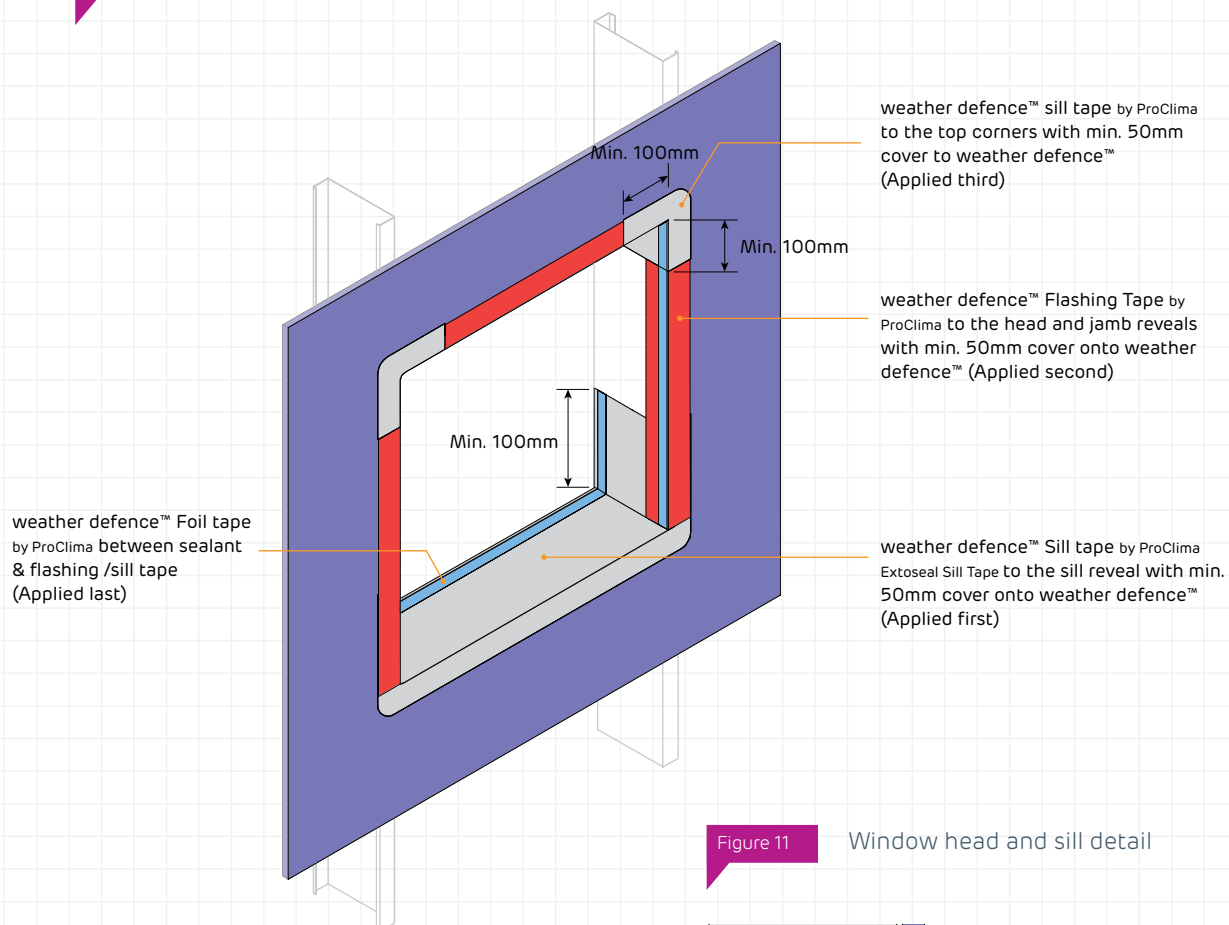 weather defence™ sill tape by ProClima
to the top corners with min. 50mm
cover to weather defence™
(Applied third)
Min. 100mm
Min. 100mm
weather defence™ Flashing Tape by
ProClima to the head and jamb reveals
with min. 50mm cover onto weather
defence™ (Applied second)
Min. 100mm
weather defence™ Foil tape
by ProClima between sealant
& flashing /sill tape
(Applied last)
weather defence™ Sill tape by ProClima
Extoseal Sill Tape to the sill reveal with min.
50mm cover onto weather defence™
(Applied first)
Figure 11
Window head and sill detail